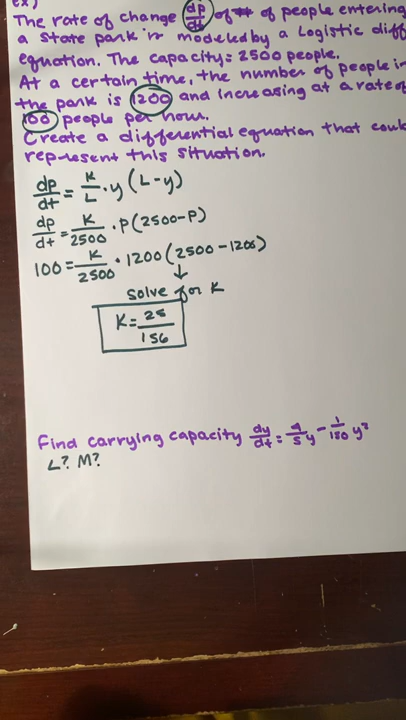 Ex)
The rate of change dp/dt of # of people entering
a State park is modeled by a Logistic diff
equation. The capacity = 2500 people.
At a certain time, the number of people in
the park is 1200 and increasing at a rate of
100 people per hour.
Create a differential equation that coul
represent this situation.
dp/dt = K/L · y (L-y)
dp/dt = K/2500 · P(2500-P)
100 = K/2500 · 1200 (2500-1200)
↓
solve for K
K = 25/156
Find carrying capacity dy/dt = 4/5 y - 1/150 y²
L? M?